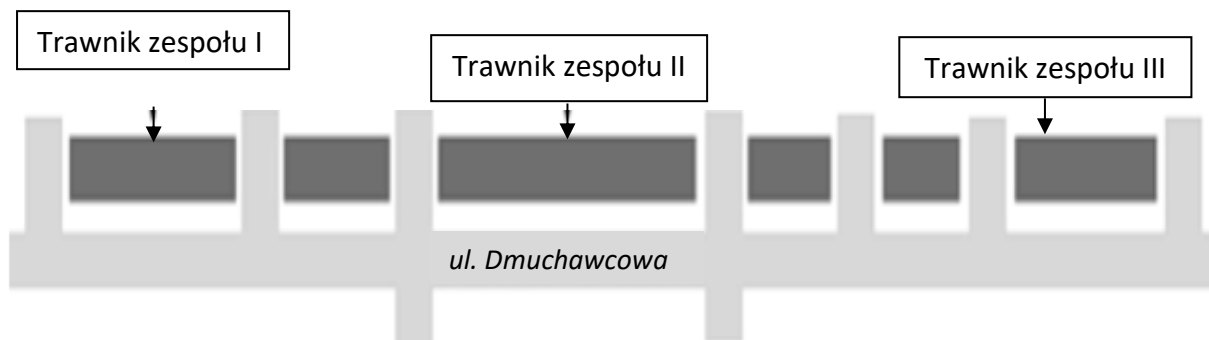 Trawnik zespołu I
Trawnik zespołu II
Trawnik zespołu III
ul. Dmuchawcowa